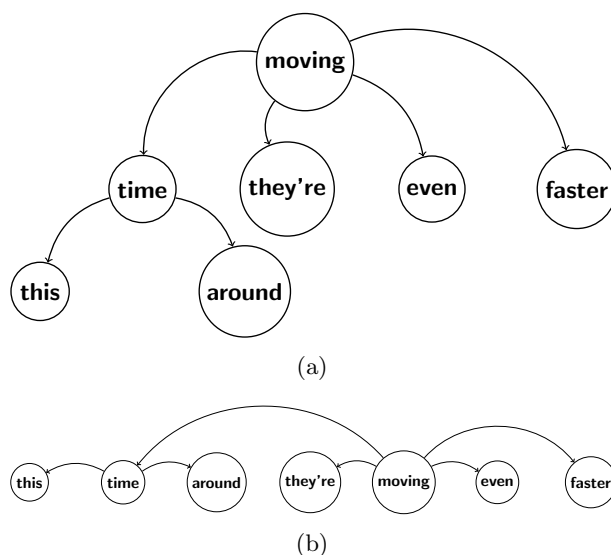 moving
time they're even faster
this around
(a)
this time around they're moving even faster
(b)